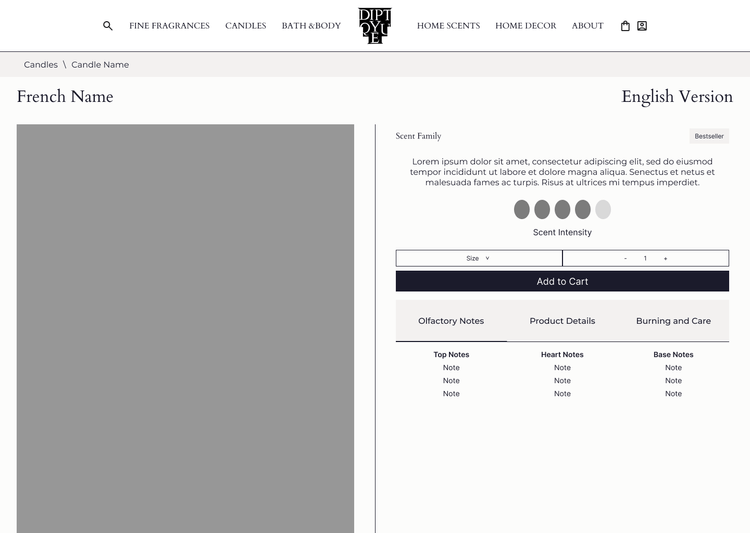 FINE FRAGRANCES CANDLES BATH &BODY DIPT HOME SCENTS HOME DECOR ABOUT
OYU
E
Candles \ Candle Name
French Name English Version
Scent Family Bestseller
Lorem ipsum dolor sit amet, consectetur adipiscing elit, sed do eiusmod
tempor incididunt ut labore et dolore magna aliqua. Senectus et netus et
malesuada fames ac turpis. Risus at ultrices mi tempus imperdiet.
Scent Intensity
Size v - 1 +
Add to Cart
Olfactory Notes Product Details Burning and Care
Top Notes Heart Notes Base Notes
Note Note Note
Note Note Note
Note Note Note